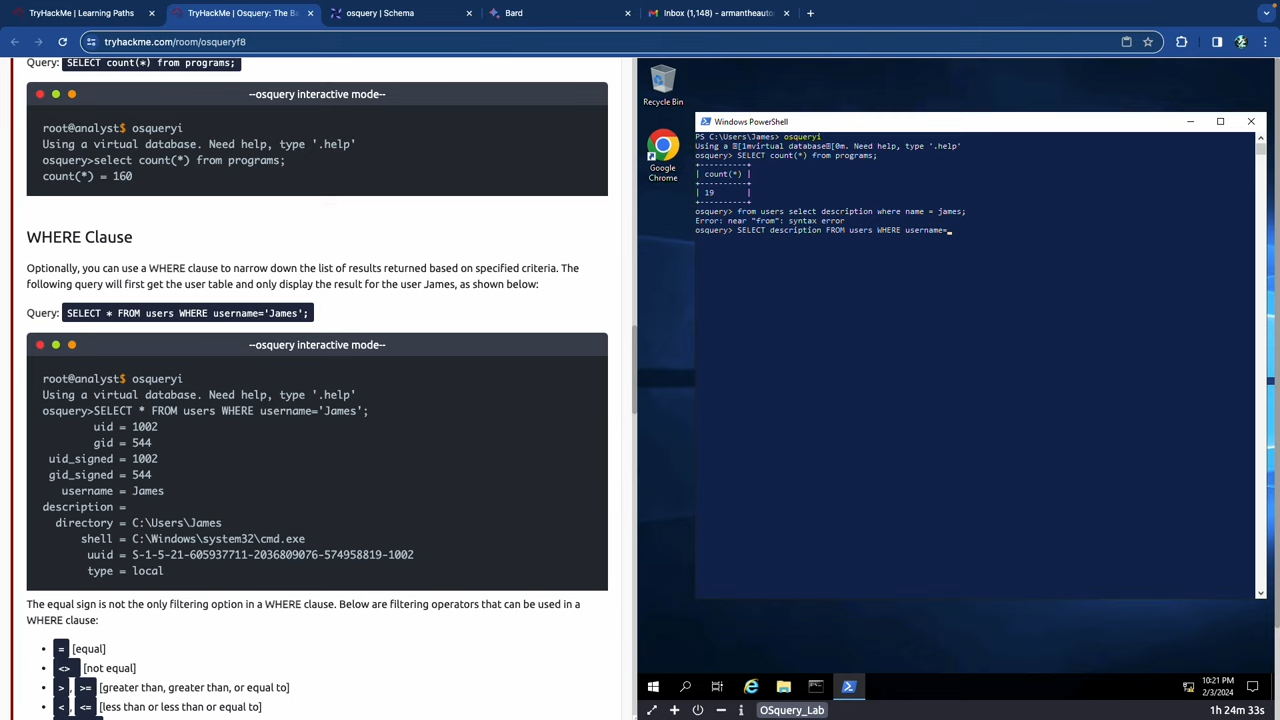 TryHackMe | Learning Paths
TryHackMe | Osquery: The Ba
osquery | Schema
Bard
Inbox (1,148) - armantheauto
tryhackme.com/room/osqueryf8
Query: SELECT count(*) from programs;
--osquery interactive mode--
root@analyst$ osqueryi
Using a virtual database. Need help, type '.help'
osquery>select count(*) from programs;
count(*) = 160
WHERE Clause
Optionally, you can use a WHERE clause to narrow down the list of results returned based on specified criteria. The
following query will first get the user table and only display the result for the user James, as shown below:
Query: SELECT * FROM users WHERE username='James';
--osquery interactive mode--
root@analyst$ osqueryi
Using a virtual database. Need help, type '.help'
osquery>SELECT * FROM users WHERE username='James';
uid = 1002
gid = 544
uid_signed = 1002
gid_signed = 544
username = James
description =
directory = C:\Users\James
shell = C:\Windows\system32\cmd.exe
uuid = S-1-5-21-605937711-2036809076-574958819-1002
type = local
The equal sign is not the only filtering option in a WHERE clause. Below are filtering operators that can be used in a
WHERE clause:
• = [equal]
• <> [not equal]
• >, >= [greater than, greater than, or equal to]
• <, <= [less than or less than or equal to]
Recycle Bin
Google
Chrome
Windows PowerShell
PS C:\Users\James> osqueryi
Using a [1mvirtual database[0m. Need help, type '.help'
osquery> SELECT count(*) from programs;
+----------+
| count(*) |
+----------+
| 19 |
+----------+
osquery> from users select description where name = james;
Error: near "from": syntax error
osquery> SELECT description FROM users WHERE username=_
10:21 PM
2/3/2024
OSquery_Lab
1h 24m 33s